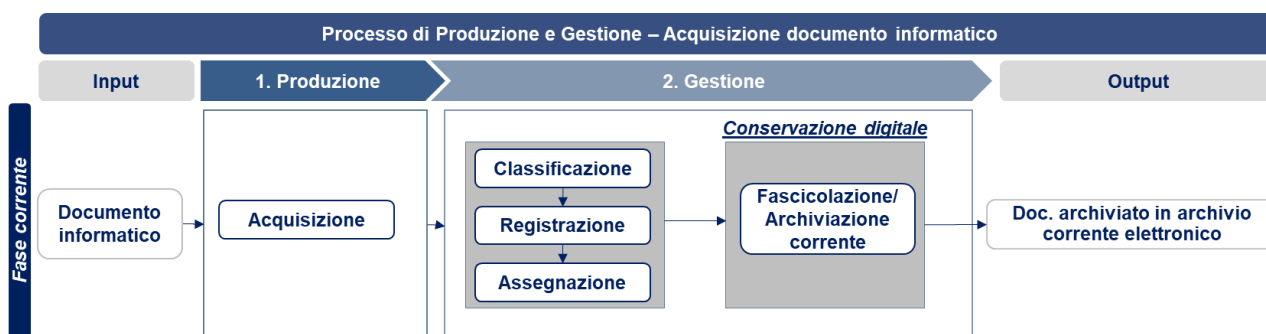 Processo di Produzione e Gestione – Acquisizione documento informatico
Input
1. Produzione
2. Gestione
Output
Fase corrente
Documento
informatico
Acquisizione
Classificazione
Registrazione
Assegnazione
Conservazione digitale
Fascicolazione/
Archiviazione
corrente
Doc. archiviato in archivio
corrente elettronico